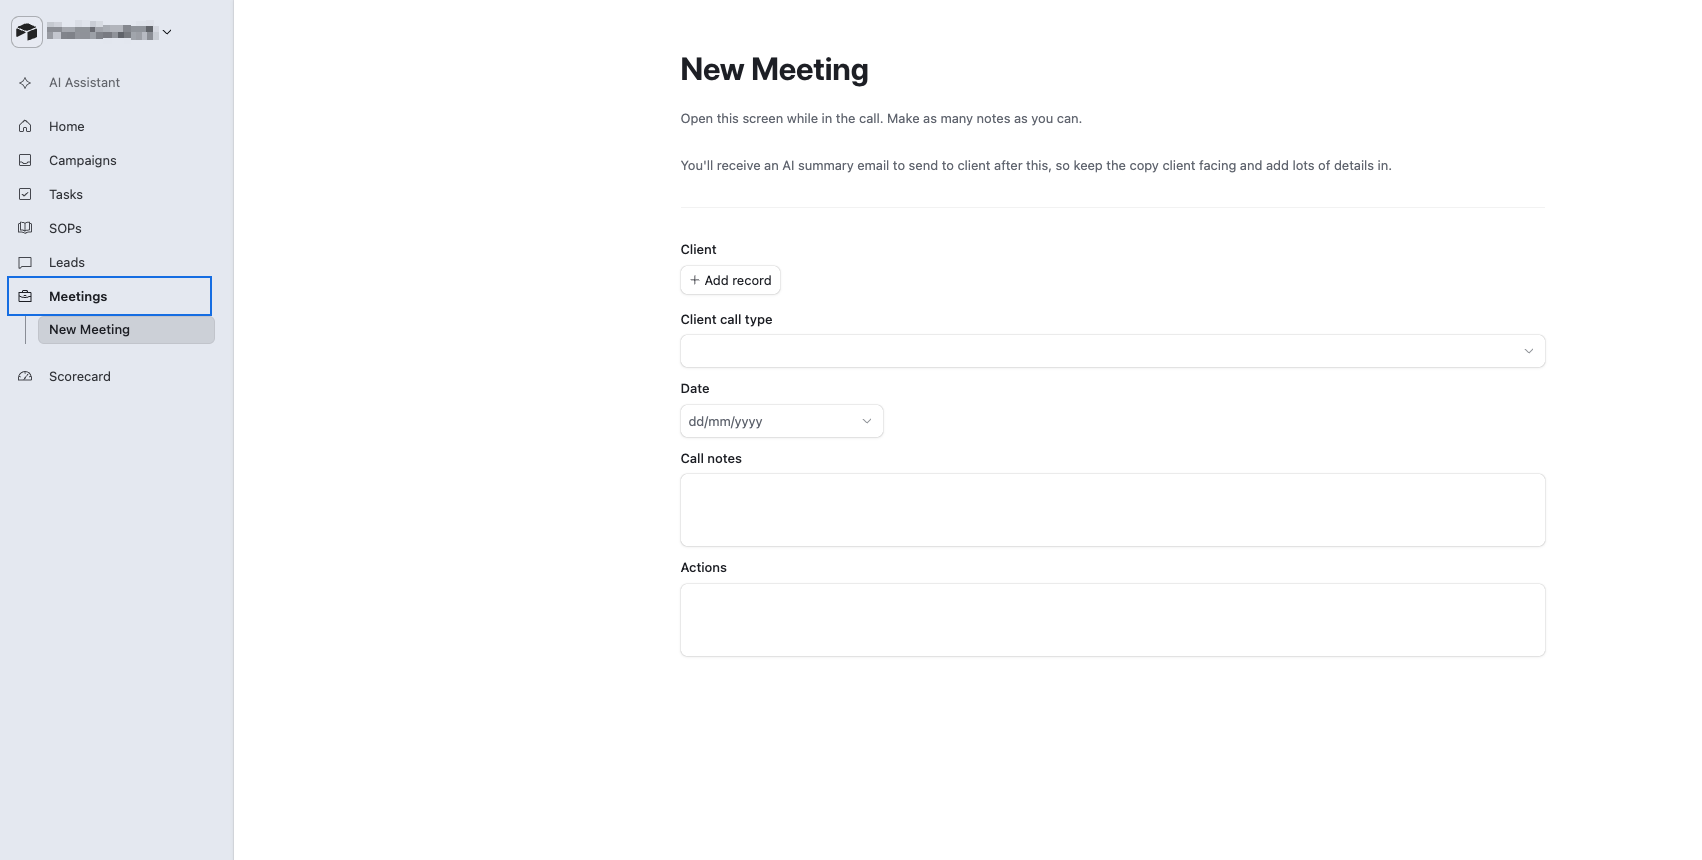 AI Assistant
Home
Campaigns
Tasks
SOPs
Leads
Meetings
New Meeting
Scorecard
New Meeting
Open this screen while in the call. Make as many notes as you can.
You'll receive an AI summary email to send to client after this, so keep the copy client facing and add lots of details in.
Client
+ Add record
Client call type
Date
dd/mm/yyyy
Call notes
Actions